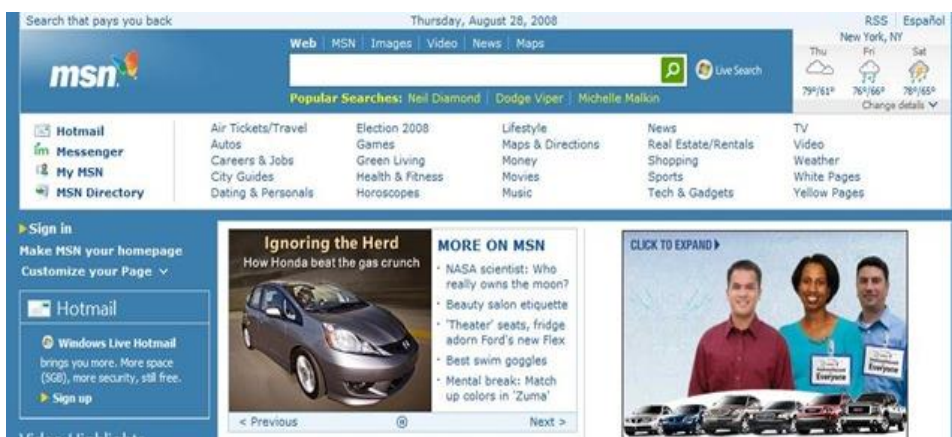 Search that pays you back
Thursday, August 28, 2008
RSS | Español
Web | MSN | Images | Video | News | Maps
msn
Live Search
Popular Searches: Neil Diamond | Dodge Viper | Michelle Malkin
New York, NY
Thu Fri Sat
79°/61° 76°/66° 78°/65°
Change details
Hotmail
Messenger
My MSN
MSN Directory
Air Tickets/Travel
Autos
Careers & Jobs
City Guides
Dating & Personals
Election 2008
Games
Green Living
Health & Fitness
Horoscopes
Lifestyle
Maps & Directions
Money
Movies
Music
News
Real Estate/Rentals
Shopping
Sports
Tech & Gadgets
TV
Video
Weather
White Pages
Yellow Pages
Sign in
Make MSN your homepage
Customize your Page
Hotmail
Windows Live Hotmail
brings you more. More space
(5GB), more security, still free.
Sign up
Ignoring the Herd
How Honda beat the gas crunch
< Previous
Next >
MORE ON MSN
· NASA scientist: Who
really owns the moon?
· Beauty salon etiquette
· 'Theater' seats, fridge
adorn Ford's new Flex
· Best swim goggles
· Mental break: Match
up colors in 'Zuma'
CLICK TO EXPAND
Everyone